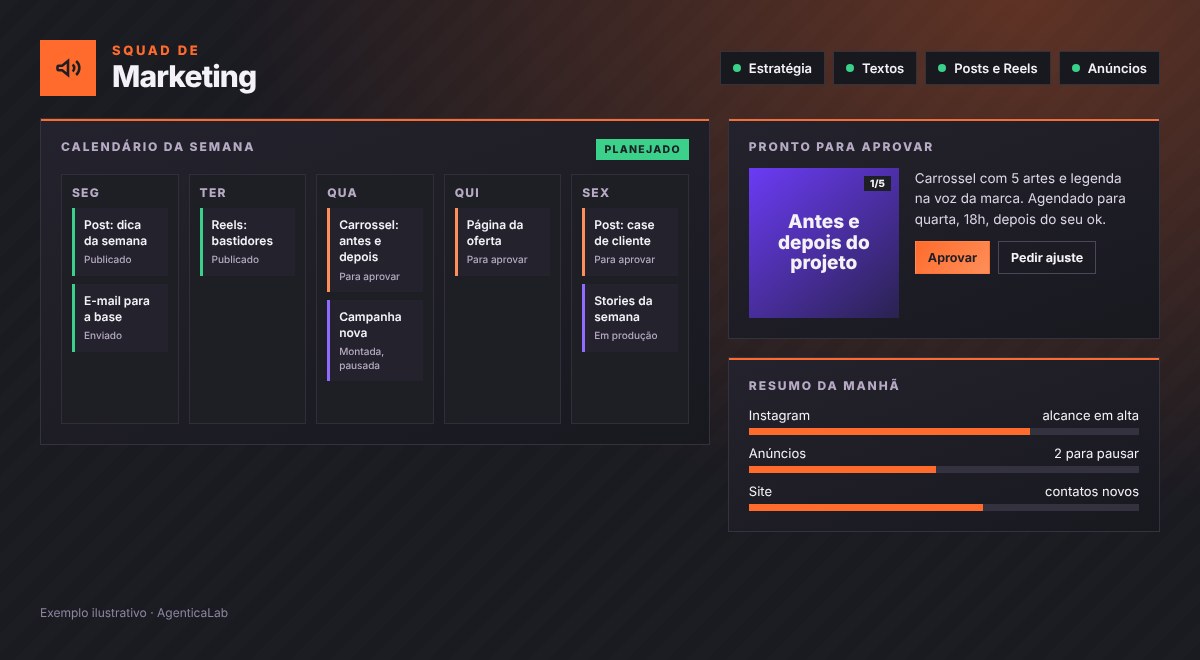 SQUAD DE
Marketing
Estratégia
Textos
Posts e Reels
Anúncios
CALENDÁRIO DA SEMANA
PLANEJADO
SEG
Post: dica
da semana
Publicado
E-mail para
a base
Enviado
TER
Reels:
bastidores
Publicado
QUA
Carrossel:
antes e
depois
Para aprovar
Campanha
nova
Montada,
pausada
QUI
Página da
oferta
Para aprovar
SEX
Post: case
de cliente
Para aprovar
Stories da
semana
Em produção
PRONTO PARA APROVAR
1/5
Antes e
depois do
projeto
Carrossel com 5 artes e legenda
na voz da marca. Agendado para
quarta, 18h, depois do seu ok.
Aprovar
Pedir ajuste
RESUMO DA MANHÃ
Instagram
alcance em alta
Anúncios
2 para pausar
Site
contatos novos
Exemplo ilustrativo · AgenticaLab